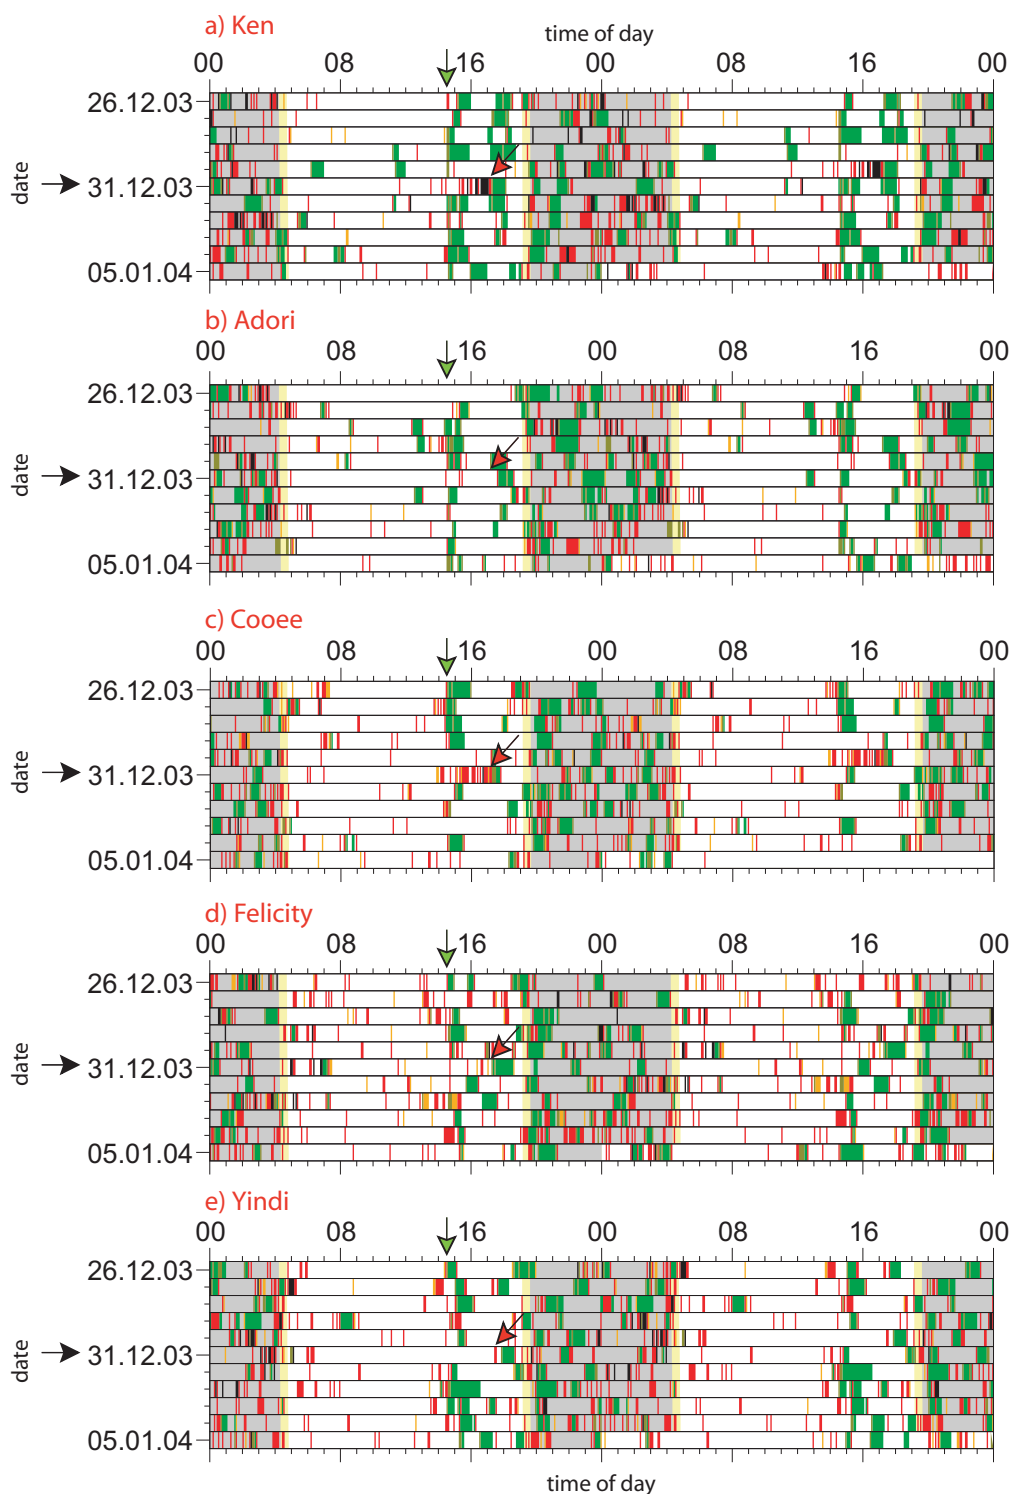 a) Ken
time of day
00 08 16 00 08 16 00
26.12.03
date
31.12.03
05.01.04
b) Adori
00 08 16 00 08 16 00
26.12.03
date
31.12.03
05.01.04
c) Cooee
00 08 16 00 08 16 00
26.12.03
date
31.12.03
05.01.04
d) Felicity
00 08 16 00 08 16 00
26.12.03
date
31.12.03
05.01.04
e) Yindi
00 08 16 00 08 16 00
26.12.03
date
31.12.03
05.01.04
time of day